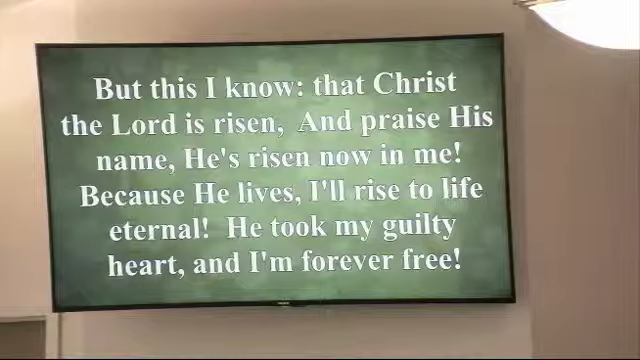 But this I know: that Christ
the Lord is risen, And praise His
name, He's risen now in me!
Because He lives, I'll rise to life
eternal! He took my guilty
heart, and I'm forever free!